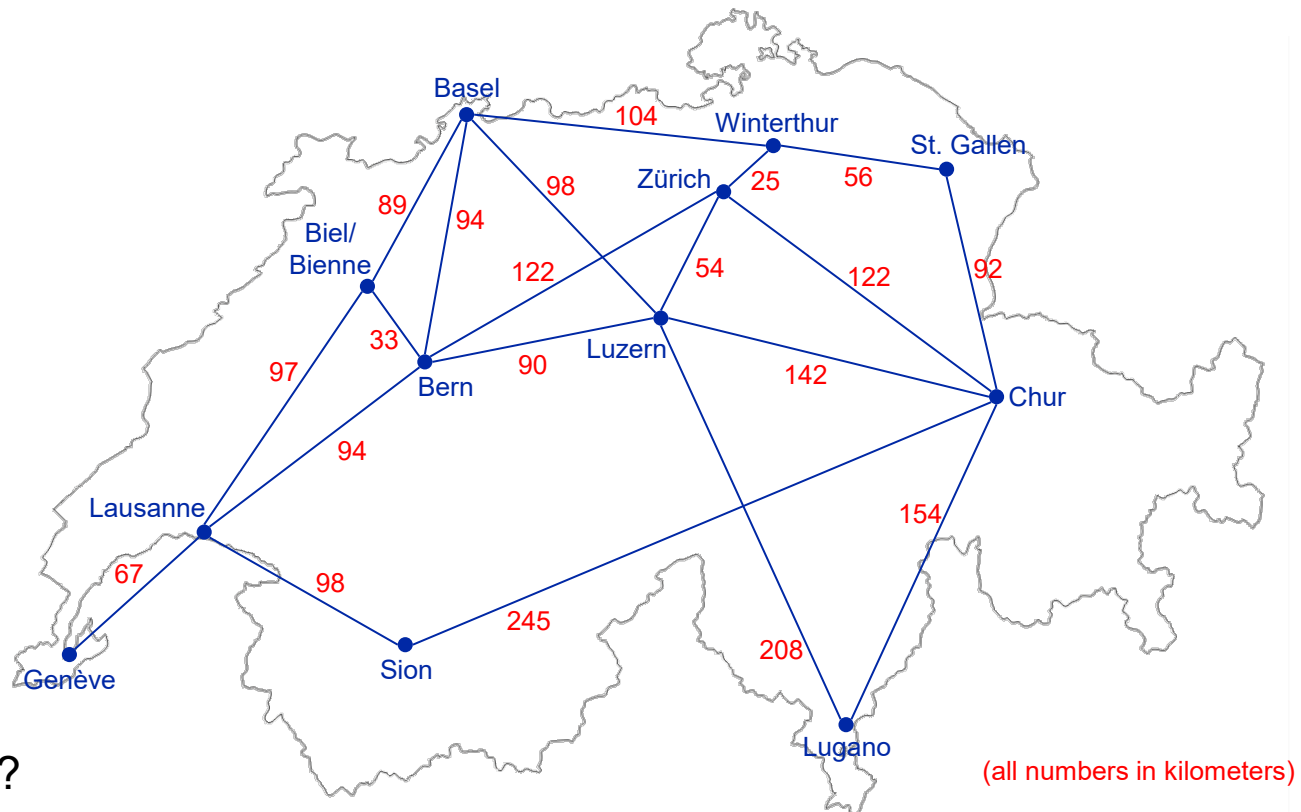 Basel
104
Winterthur
St. Gallen
Zürich
25
56
98
89
94
Biel/
Bienne
122
54
122
92
33
Luzern
90
Bern
97
142
Chur
94
Lausanne
154
67
98
245
208
Sion
Genève
Lugano
?
(all numbers in kilometers)